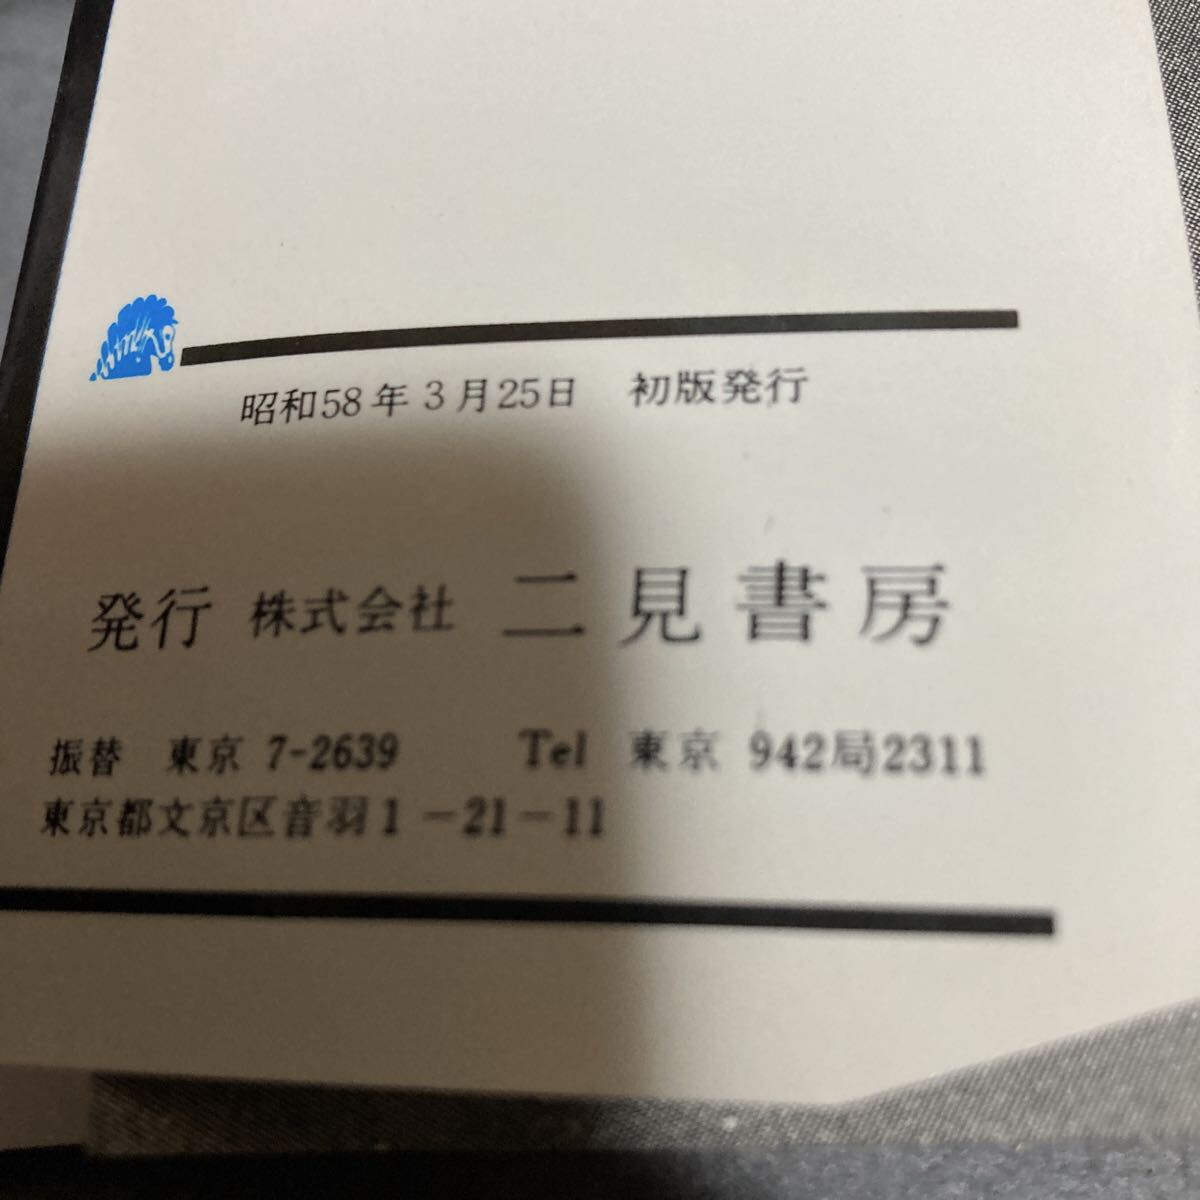 昭和58年3月25日 初版発行
発行 株式会社 二見書房
振替 東京 7-2639 Tel 東京 942局2311
東京都文京区音羽1-21-11